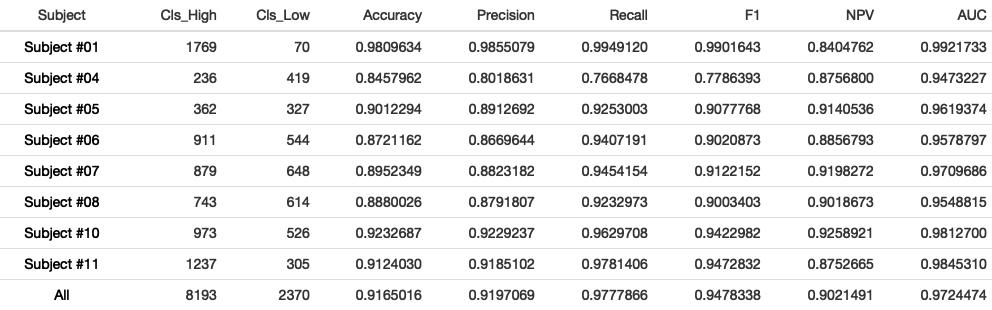 Subject Cls_High Cls_Low Accuracy Precision Recall F1 NPV AUC
Subject #01 1769 70 0.9809634 0.9855079 0.9949120 0.9901643 0.8404762 0.9921733
Subject #04 236 419 0.8457962 0.8018631 0.7668478 0.7786393 0.8756800 0.9473227
Subject #05 362 327 0.9012294 0.8912692 0.9253003 0.9077768 0.9140536 0.9619374
Subject #06 911 544 0.8721162 0.8669644 0.9407191 0.9020873 0.8856793 0.9578797
Subject #07 879 648 0.8952349 0.8823182 0.9454154 0.9122152 0.9198272 0.9709686
Subject #08 743 614 0.8880026 0.8791807 0.9232973 0.9003403 0.9018673 0.9548815
Subject #10 973 526 0.9232687 0.9229237 0.9629708 0.9422982 0.9258921 0.9812700
Subject #11 1237 305 0.9124030 0.9185102 0.9781406 0.9472832 0.8752665 0.9845310
All 8193 2370 0.9165016 0.9197069 0.9777866 0.9478338 0.9021491 0.9724474